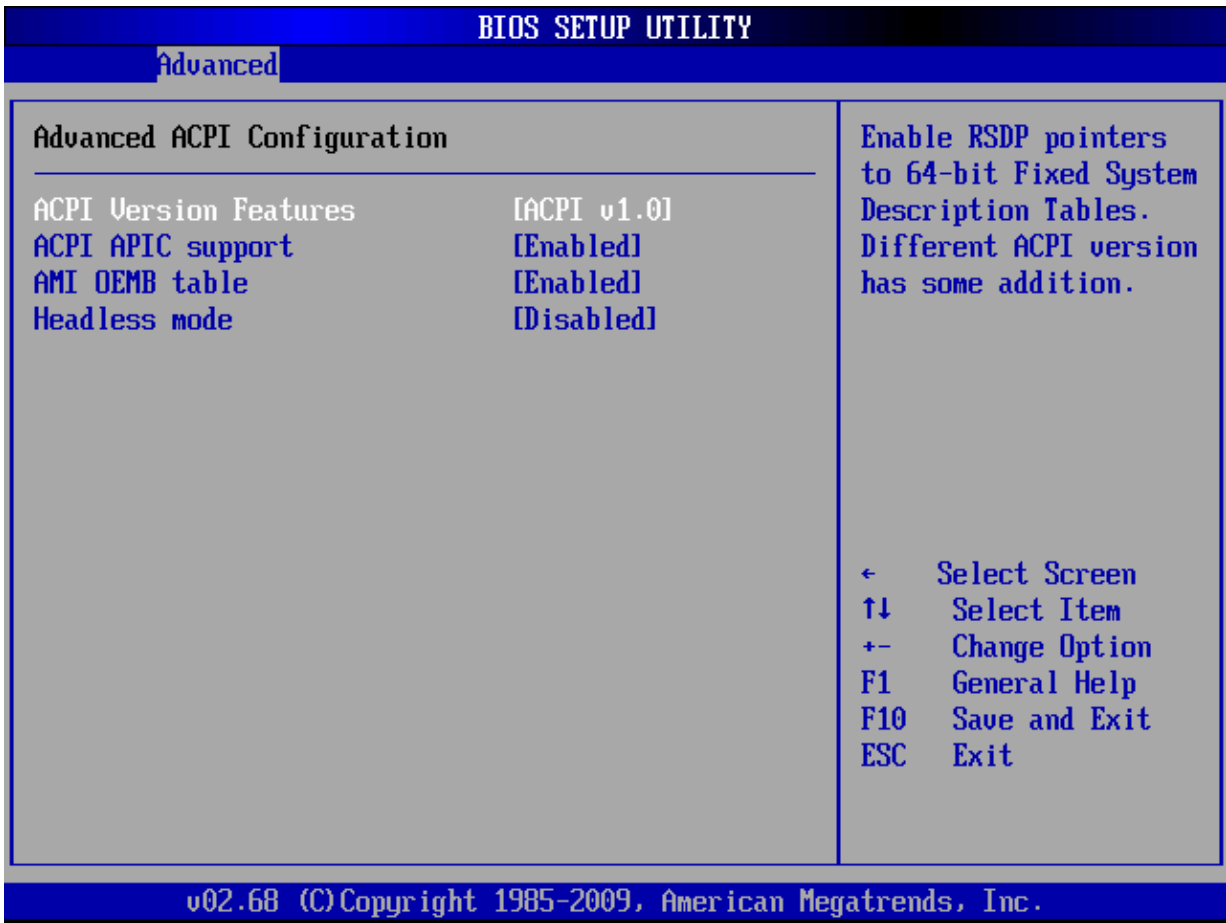 BIOS SETUP UTILITY
Advanced
Advanced ACPI Configuration
ACPI Version Features [ACPI v1.0]
ACPI APIC support [Enabled]
AMI OEMB table [Enabled]
Headless mode [Disabled]
Enable RSDP pointers
to 64-bit Fixed System
Description Tables.
Different ACPI version
has some addition.
← Select Screen
↑↓ Select Item
+- Change Option
F1 General Help
F10 Save and Exit
ESC Exit
v02.68 (C)Copyright 1985-2009, American Megatrends, Inc.